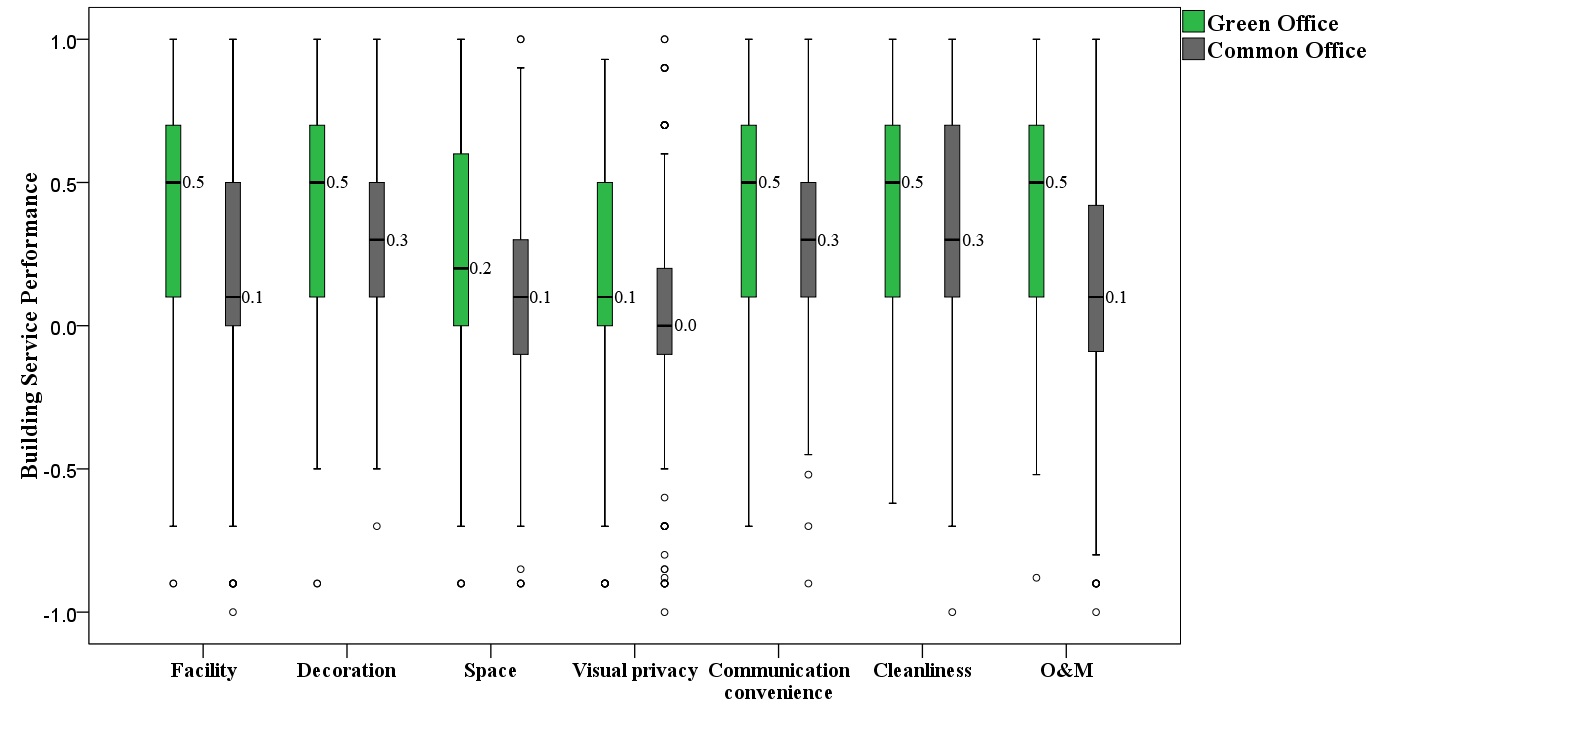 Green Office
Common Office
Building Service Performance
1.0
0.5
0.0
-0.5
-1.0
0.5
0.1
0.5
0.3
0.2
0.1
0.1
0.0
0.5
0.3
0.5
0.3
0.5
0.1
Facility
Decoration
Space
Visual privacy
Communication
convenience
Cleanliness
O&M